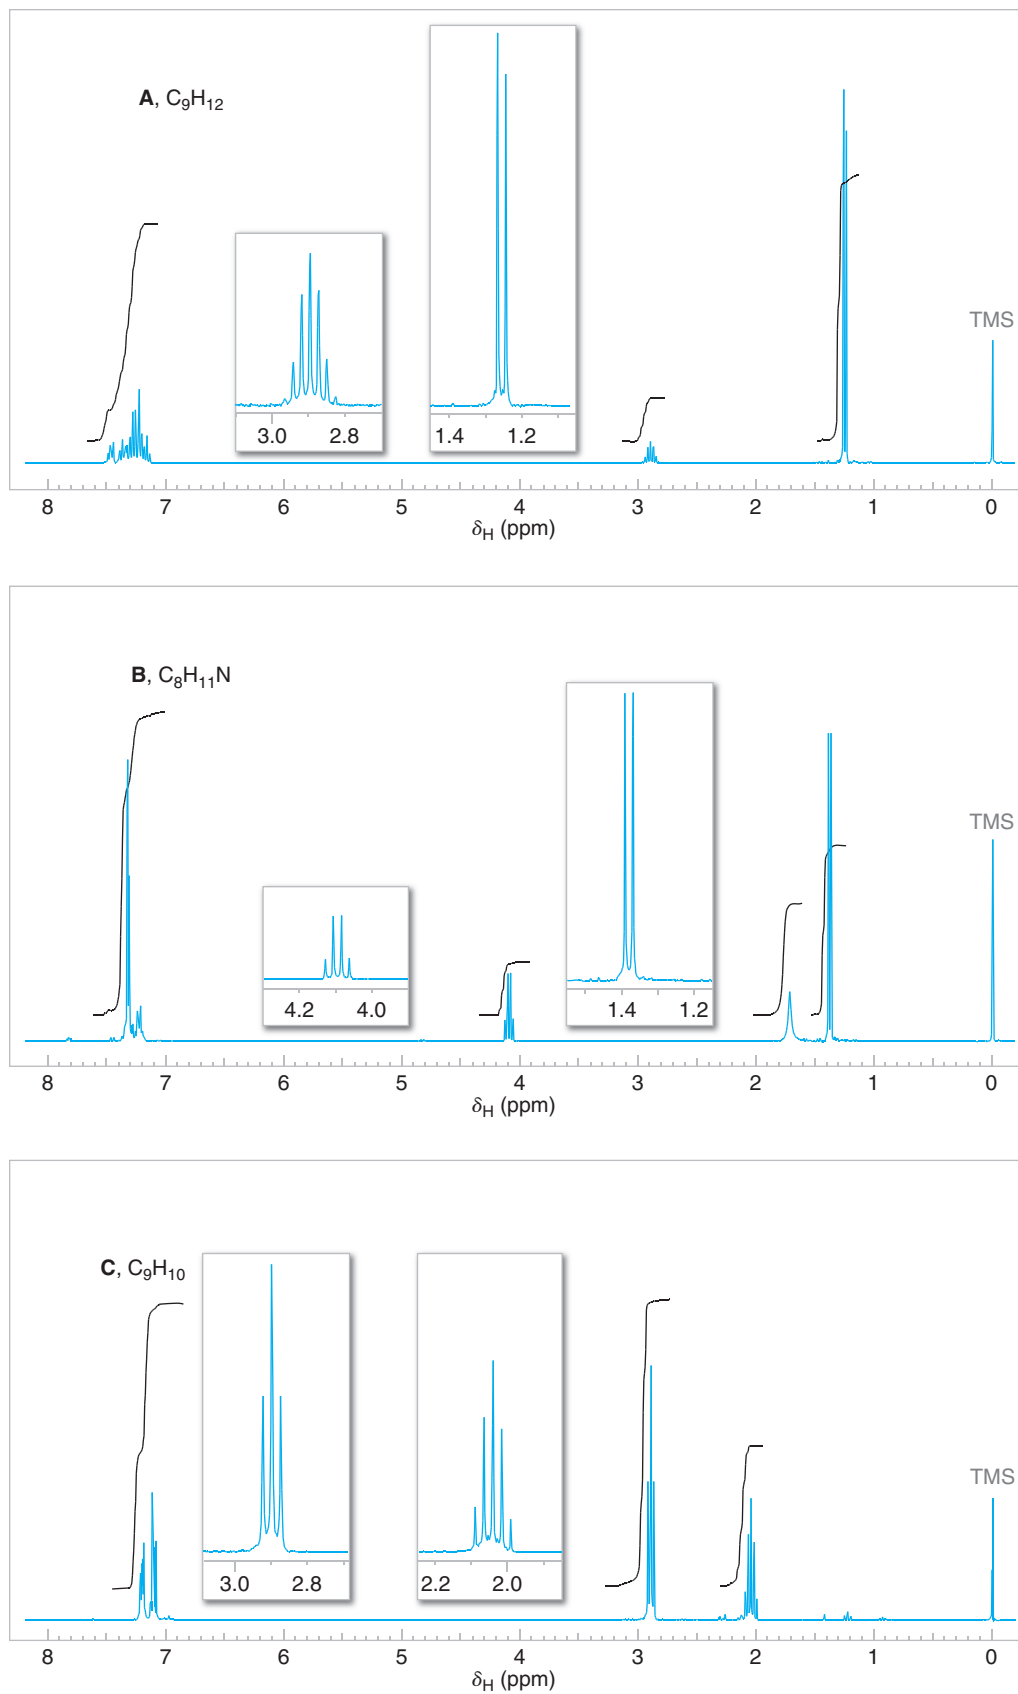 A, C₉H₁₂
3.0 2.8
1.4 1.2
TMS
8 7 6 5 4 3 2 1 0
δH (ppm)
B, C₈H₁₁N
4.2 4.0
1.4 1.2
TMS
8 7 6 5 4 3 2 1 0
δH (ppm)
C, C₉H₁₀
3.0 2.8
2.2 2.0
TMS
8 7 6 5 4 3 2 1 0
δH (ppm)